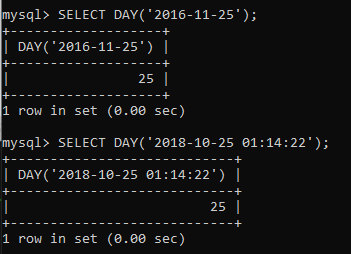 mysql> SELECT DAY('2016-11-25');
+-------------------+
| DAY('2016-11-25') |
+-------------------+
|                25 |
+-------------------+
1 row in set (0.00 sec)

mysql> SELECT DAY('2018-10-25 01:14:22');
+----------------------------+
| DAY('2018-10-25 01:14:22') |
+----------------------------+
|                         25 |
+----------------------------+
1 row in set (0.00 sec)